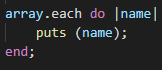 array.each do |name|
    puts (name);
end;